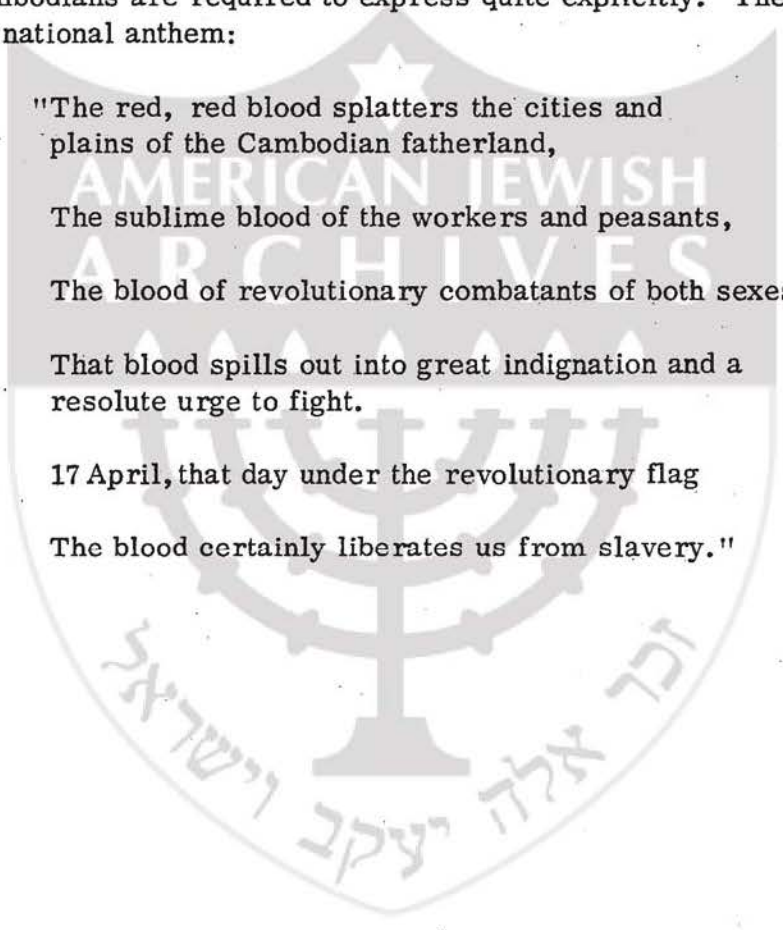 Cambodians are required to express quite explicitly. The
national anthem:
"The red, red blood splatters the cities and
plains of the Cambodian fatherland,
AMERICAN JEWISH
The sublime blood of the workers and peasants,
ARCHIVES
The blood of revolutionary combatants of both sexes
That blood spills out into great indignation and a
resolute urge to fight.
17 April, that day under the revolutionary flag
The blood certainly liberates us from slavery."
זכר אלה יעקב וישראל